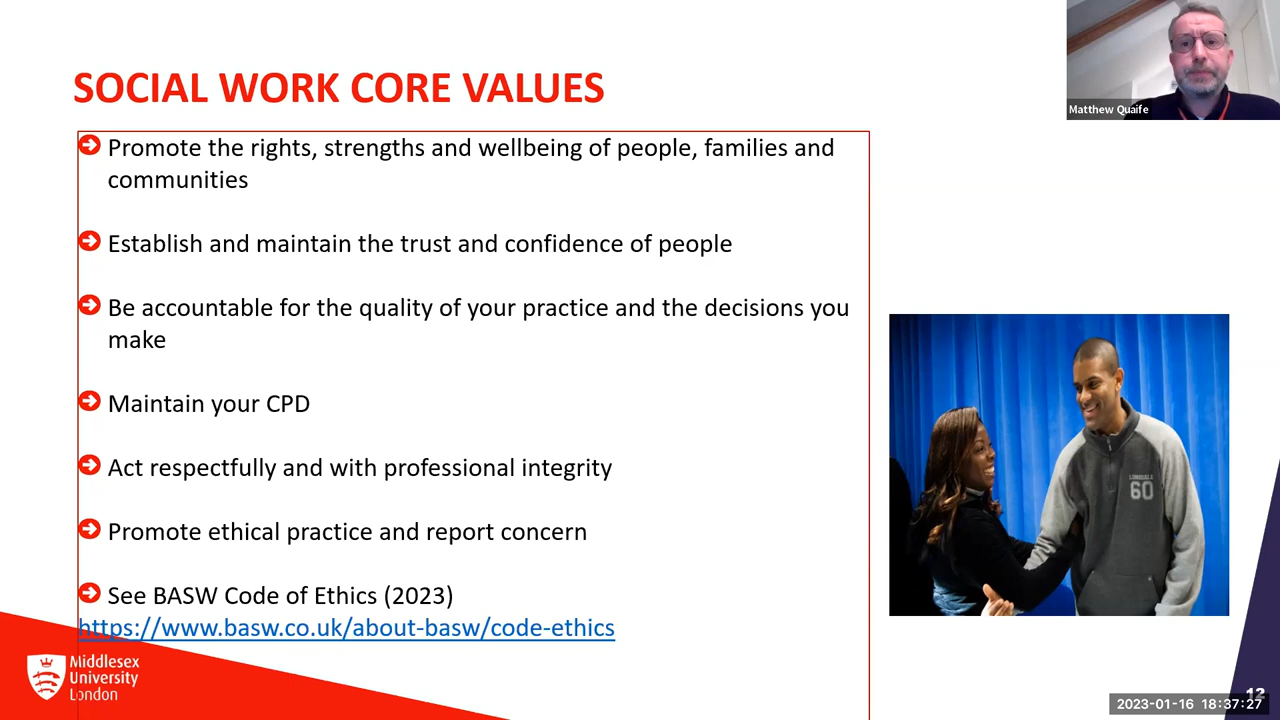 SOCIAL WORK CORE VALUES
Matthew Quaife
Promote the rights, strengths and wellbeing of people, families and
communities
Establish and maintain the trust and confidence of people
Be accountable for the quality of your practice and the decisions you
make
Maintain your CPD
Act respectfully and with professional integrity
Promote ethical practice and report concern
See BASW Code of Ethics (2023)
https://www.basw.co.uk/about-basw/code-ethics
LONSDALE
60
Middlesex
University
London
12
2023-01-16 18:37:27